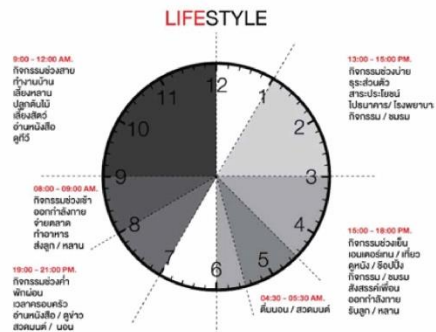 LIFESTYLE
9:00 - 12:00 AM.
กิจกรรมช่วงสาย
ทำงานบ้าน
เลี้ยงหลาน
ปลูกต้นไม้
เลี้ยงสัตว์
อ่านหนังสือ
ดูทีวี
13:00 - 15:00 PM.
กิจกรรมช่วงบ่าย
ธุระส่วนตัว
สาระประโยชน์
ไปธนาคาร/ โรงพยาบาล
กิจกรรม / ชมรม
12
1
2
3
4
5
6
7
8
9
10
11
06:00 - 09:00 AM.
กิจกรรมช่วงเช้า
ออกกำลังกาย
จ่ายตลาด
ทำอาหาร
ส่งลูก / หลาน
15:00 - 18:00 PM.
กิจกรรมช่วงเย็น
เอนเตอร์เทน / เที่ยว
ดูหนัง / ช๊อปปิ้ง
กิจกรรม / ชมรม
สังสรรค์เพื่อน
ออกกำลังกาย
รับลูก / หลาน
19:00 - 21:00 PM.
กิจกรรมช่วงค่ำ
พักผ่อน
เวลาครอบครัว
อ่านหนังสือ / ดูข่าว
สวดมนต์ / นอน
04:30 - 05:30 AM.
ตื่นนอน / สวดมนต์